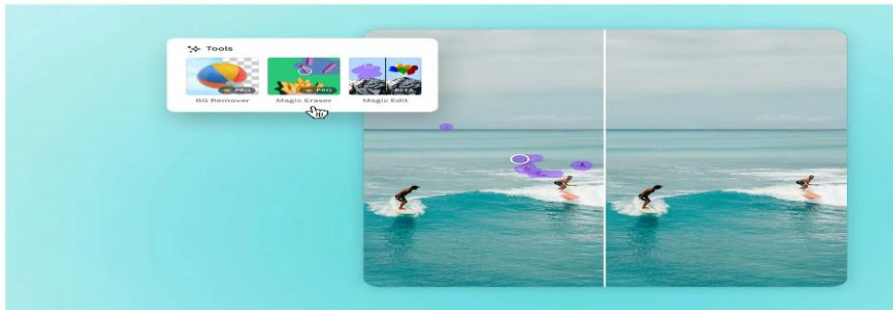 Tools
PRO
PRO
BETA
BG Remover
Magic Eraser
Magic Edit